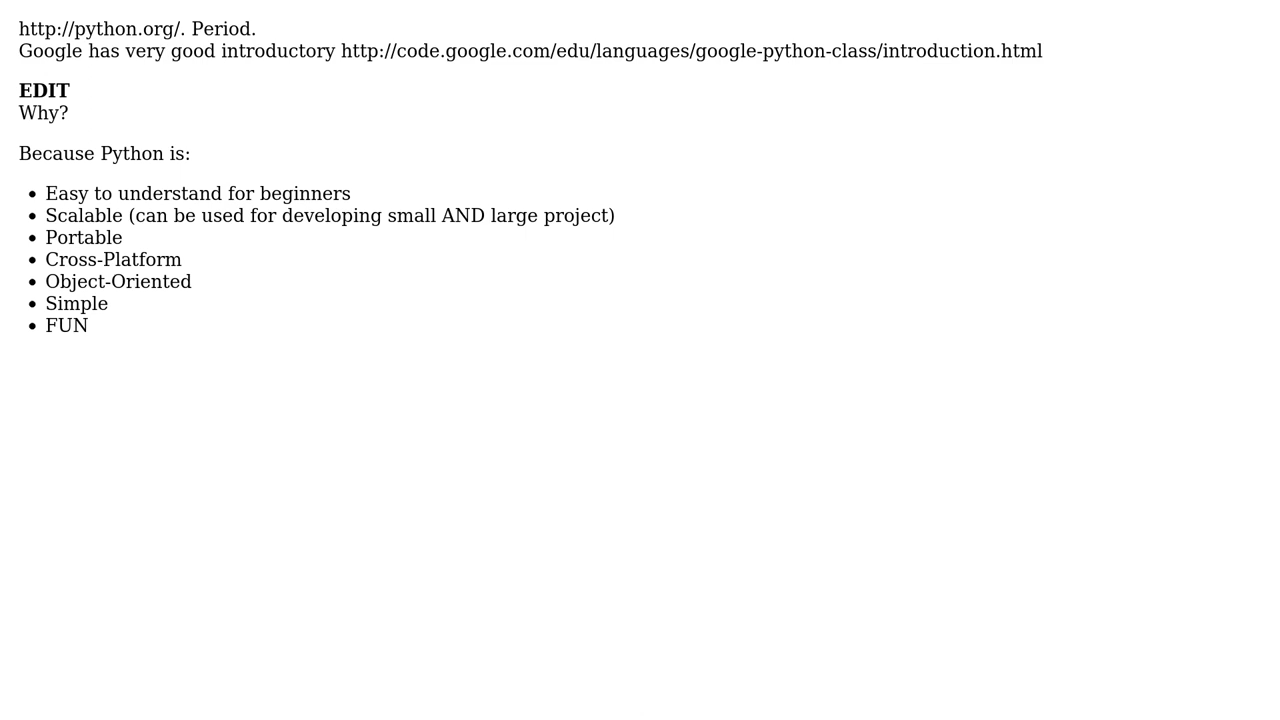 http://python.org/. Period.
Google has very good introductory http://code.google.com/edu/languages/google-python-class/introduction.html
EDIT
Why?
Because Python is:
• Easy to understand for beginners
• Scalable (can be used for developing small AND large project)
• Portable
• Cross-Platform
• Object-Oriented
• Simple
• FUN